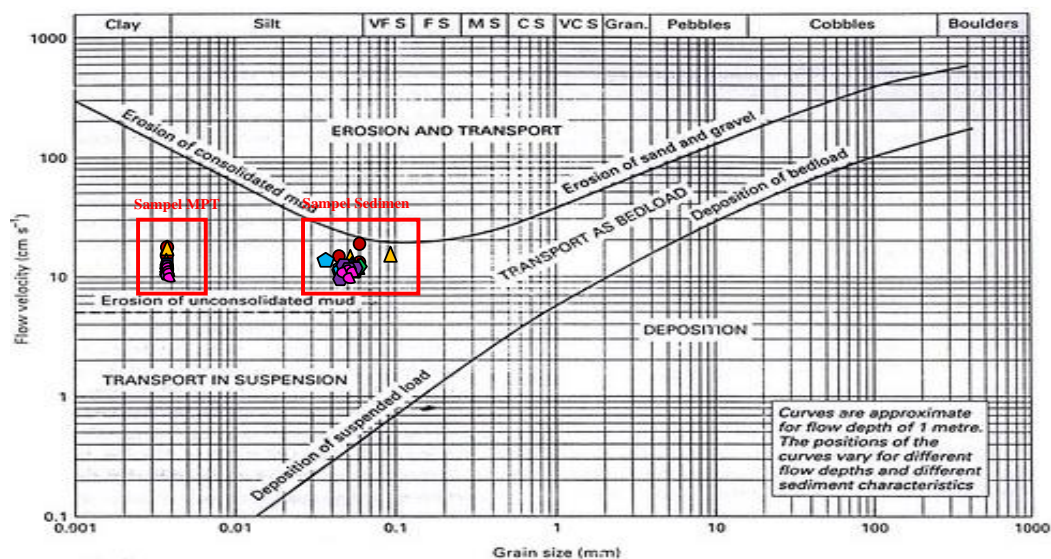 Clay Silt VF S F S M S C S VC S Gran. Pebbles Cobbles Boulders
1000
100
10
1
0.1
Flow velocity (cm s⁻¹)
Erosion of consolidated mud
EROSION AND TRANSPORT
Erosion of sand and gravel
Sampel MPT
Sampel Sedimen
TRANSPORT AS BEDLOAD
Deposition of bedload
Erosion of unconsolidated mud
DEPOSITION
TRANSPORT IN SUSPENSION
Deposition of suspended load
Curves are approximate
for flow depth of 1 metre.
The positions of the
curves vary for different
flow depths and different
sediment characteristics
0.001 0.01 0.1 1 10 100 1000
Grain size (mm)